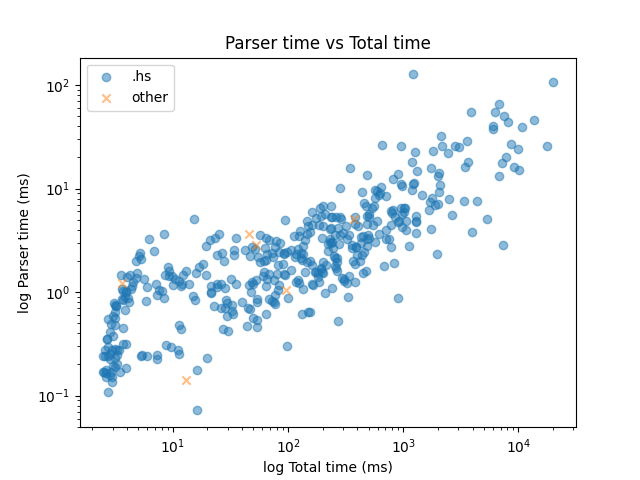 Parser time vs Total time
.hs
other
log Parser time (ms)
10²
10¹
10⁰
10⁻¹
10¹ 10² 10³ 10⁴
log Total time (ms)